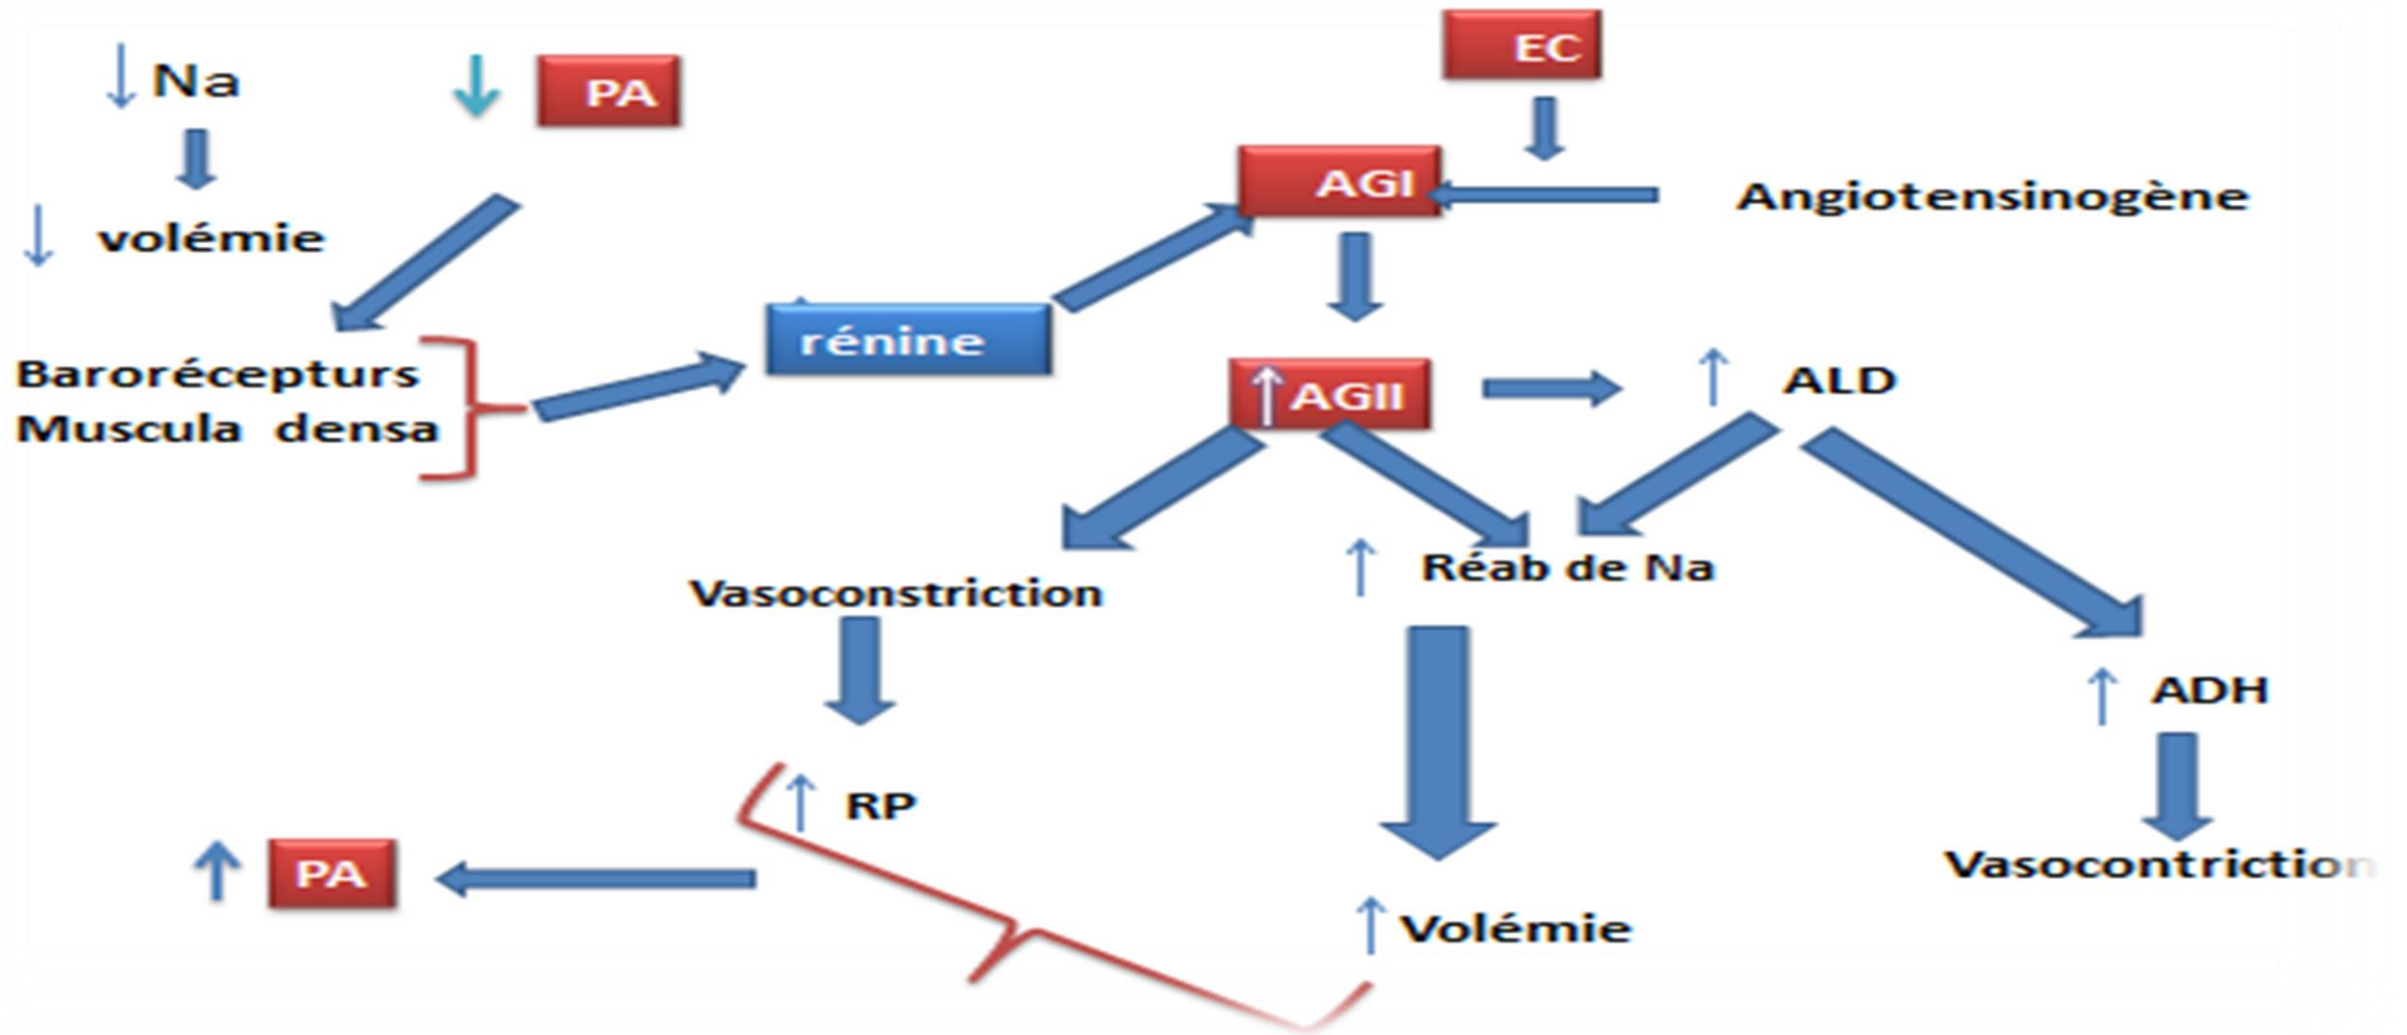 Na
PA
EC
AGI
Angiotensinogène
volémie
rénine
Barorécepturs
Muscula densa
AGII
ALD
Vasoconstriction
Réab de Na
ADH
RP
PA
Vasocontriction
Volémie